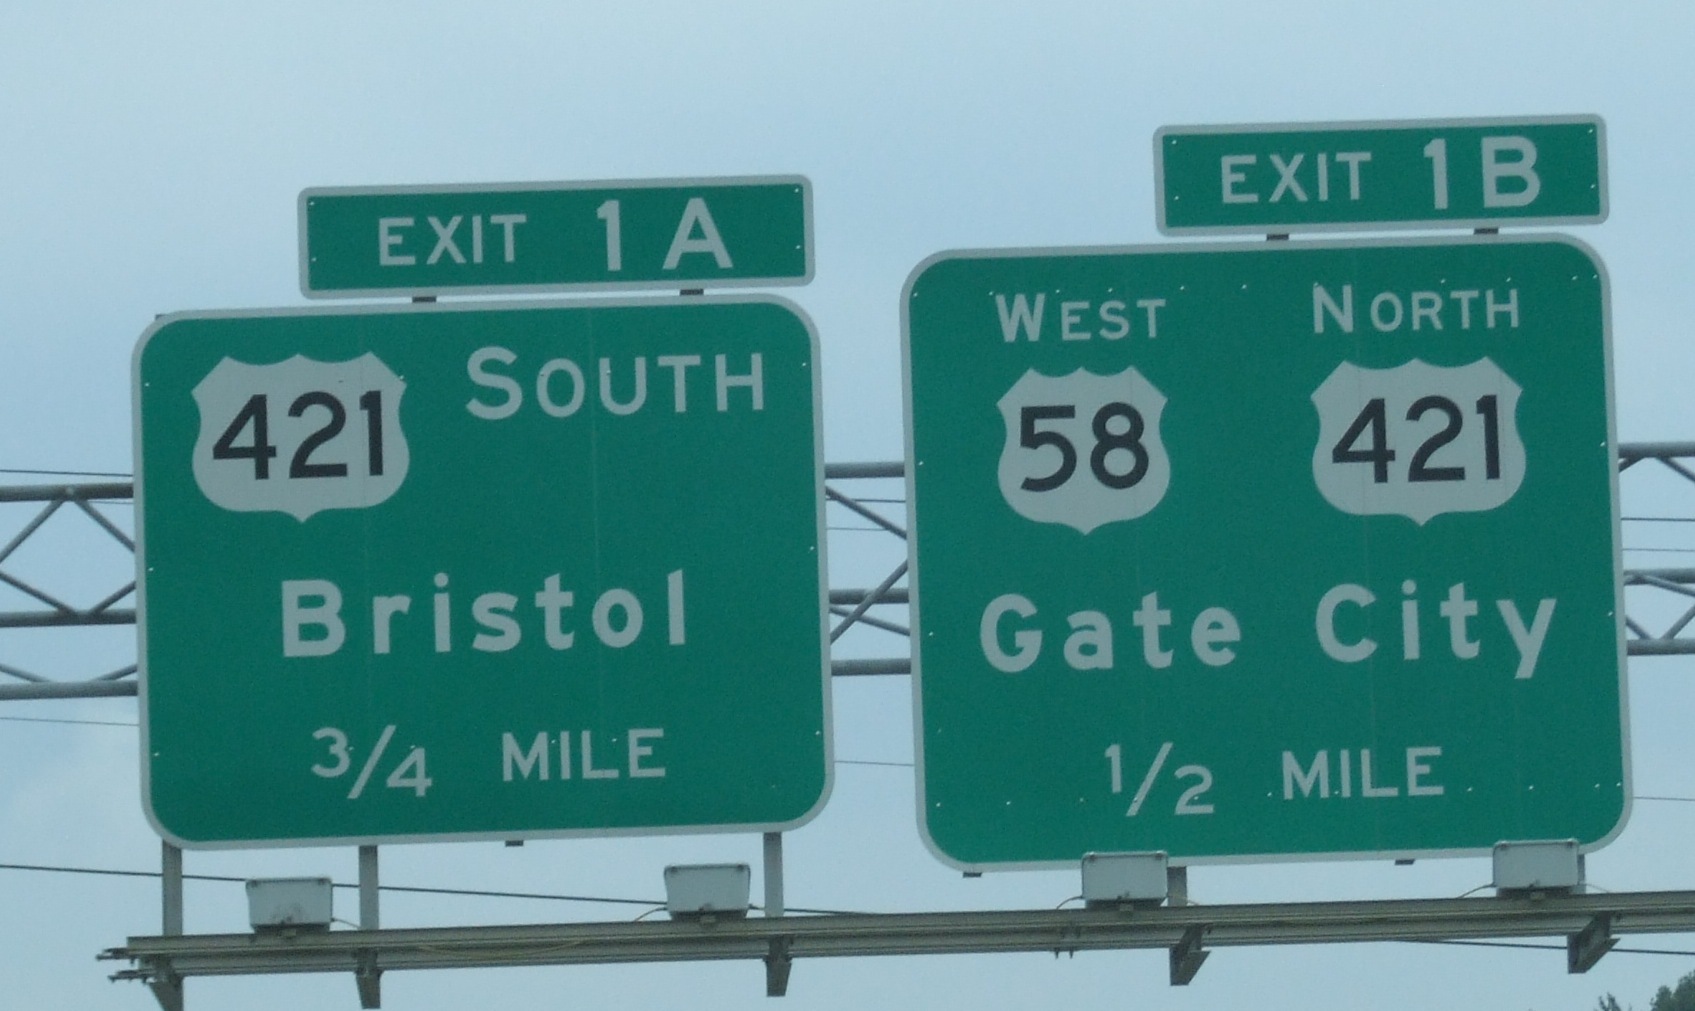 EXIT 1A
421 SOUTH
Bristol
3/4 MILE
EXIT 1B
WEST NORTH
58 421
Gate City
1/2 MILE